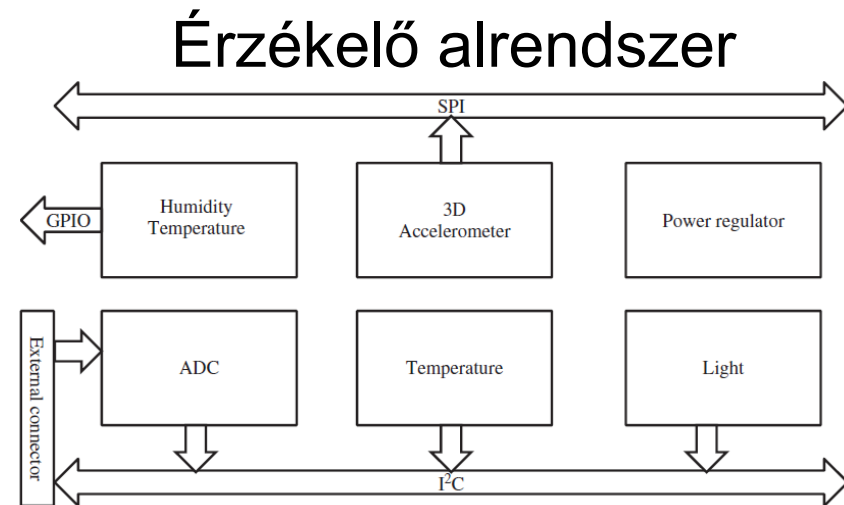 Érzékelő alrendszer
SPI
GPIO
Humidity
Temperature
3D
Accelerometer
Power regulator
External connector
ADC
Temperature
Light
I²C